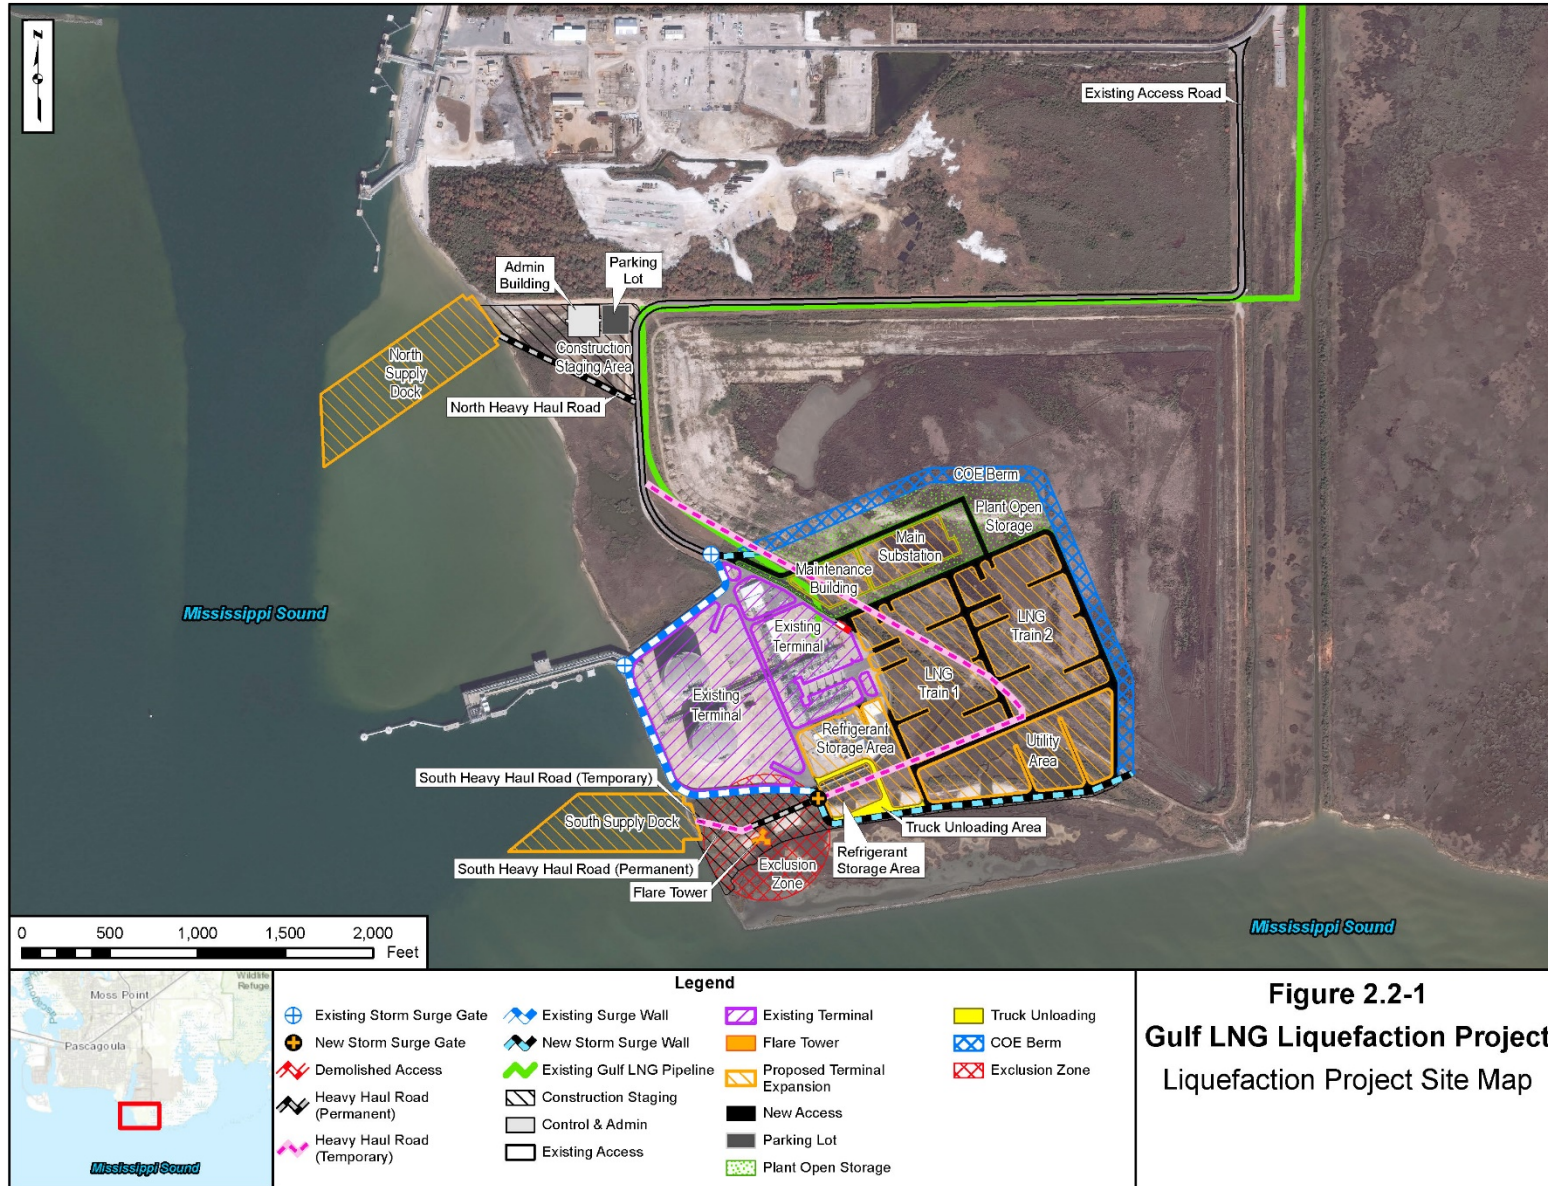 N
Existing Access Road
Admin
Building
Parking
Lot
North
Supply
Dock
Construction
Staging Area
North Heavy Haul Road
COE Berm
Plant Open
Storage
Main
Substation
Maintenance
Building
Mississippi Sound
Existing
Terminal
LNG
Train 2
LNG
Train 1
Existing
Terminal
Refrigerant
Storage Area
Utility
Area
South Heavy Haul Road (Temporary)
South Supply Dock
Truck Unloading Area
South Heavy Haul Road (Permanent)
Refrigerant
Storage Area
Exclusion
Zone
Flare Tower
Mississippi Sound
0 500 1,000 1,500 2,000
Feet
Wildlife
Refuge
Moss Point
Pascagoula
Mississippi Sound
Legend
Existing Storm Surge Gate
New Storm Surge Gate
Demolished Access
Heavy Haul Road
(Permanent)
Heavy Haul Road
(Temporary)
Existing Surge Wall
New Storm Surge Wall
Existing Gulf LNG Pipeline
Construction Staging
Control & Admin
Existing Access
Existing Terminal
Flare Tower
Proposed Terminal
Expansion
New Access
Parking Lot
Plant Open Storage
Truck Unloading
COE Berm
Exclusion Zone
Figure 2.2-1
Gulf LNG Liquefaction Project
Liquefaction Project Site Map